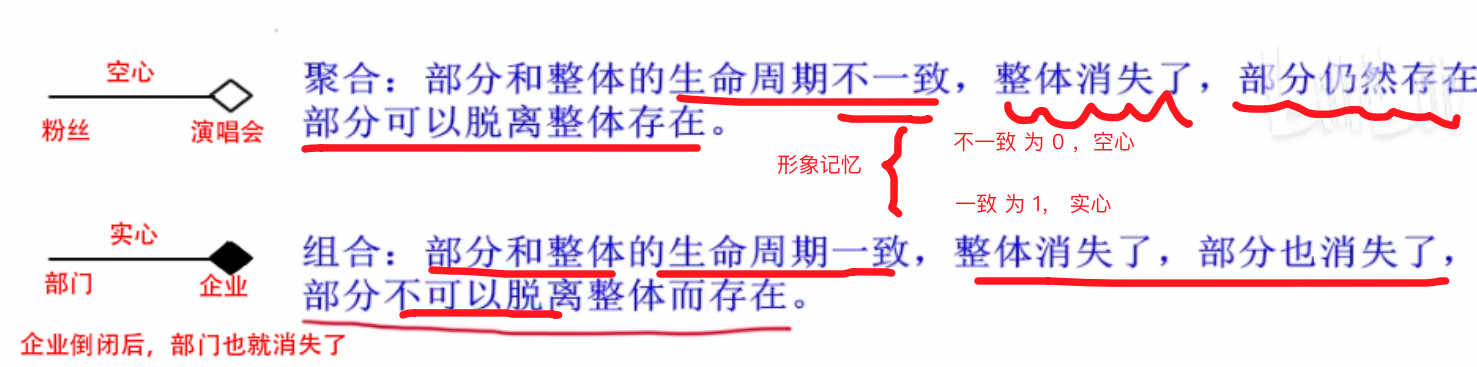 空心
聚合：部分和整体的生命周期不一致，整体消失了，部分仍然存在
粉丝 演唱会
部分可以脱离整体存在。
不一致 为 0 ，空心
形象记忆
一致 为 1， 实心
实心
组合：部分和整体的生命周期一致，整体消失了，部分也消失了，
部门 企业
部分不可以脱离整体而存在。
企业倒闭后，部门也就消失了